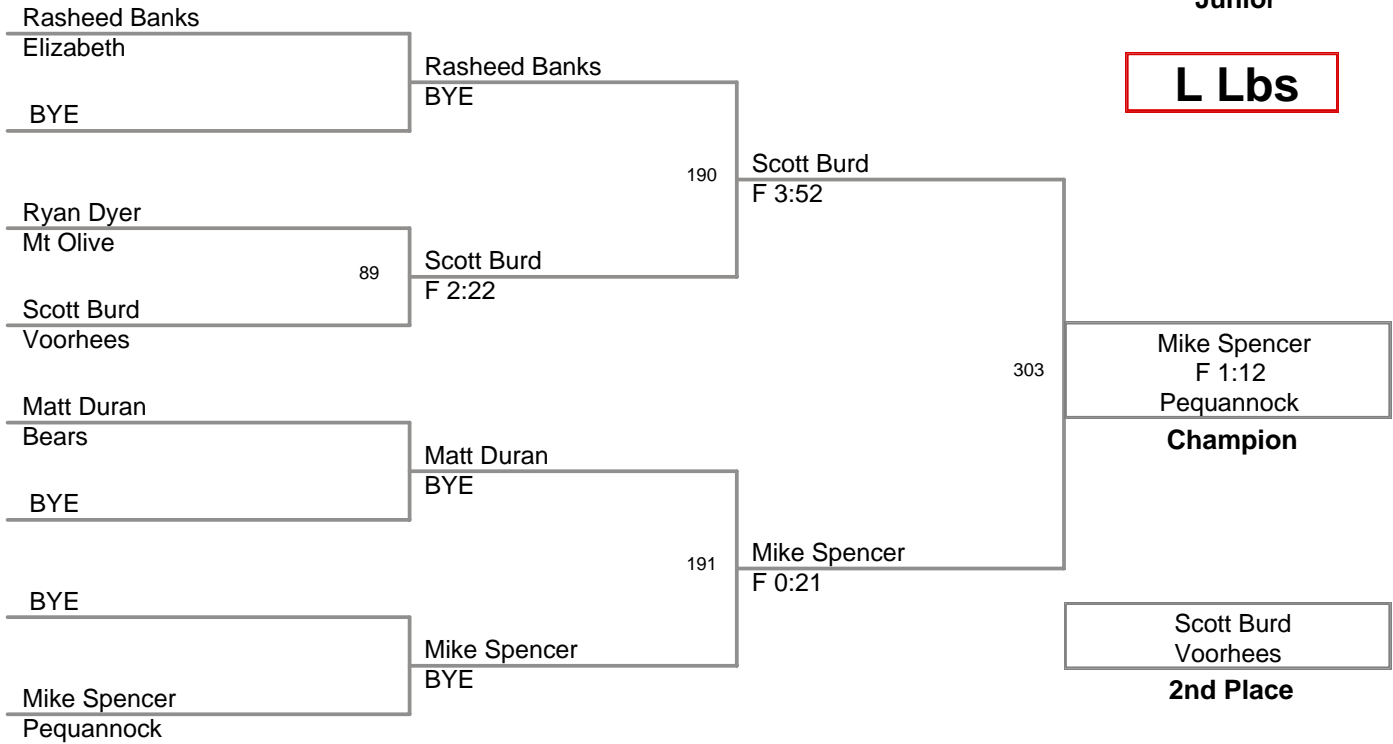 Junior
L Lbs
Rasheed Banks
Elizabeth
BYE
Ryan Dyer
Mt Olive
89
Scott Burd
Voorhees
Matt Duran
Bears
BYE
BYE
Mike Spencer
Pequannock
Rasheed Banks
BYE
190
Scott Burd
F 2:22
Matt Duran
BYE
191
Mike Spencer
BYE
Scott Burd
F 3:52
303
Mike Spencer
F 0:21
Mike Spencer
F 1:12
Pequannock
Champion
Scott Burd
Voorhees
2nd Place